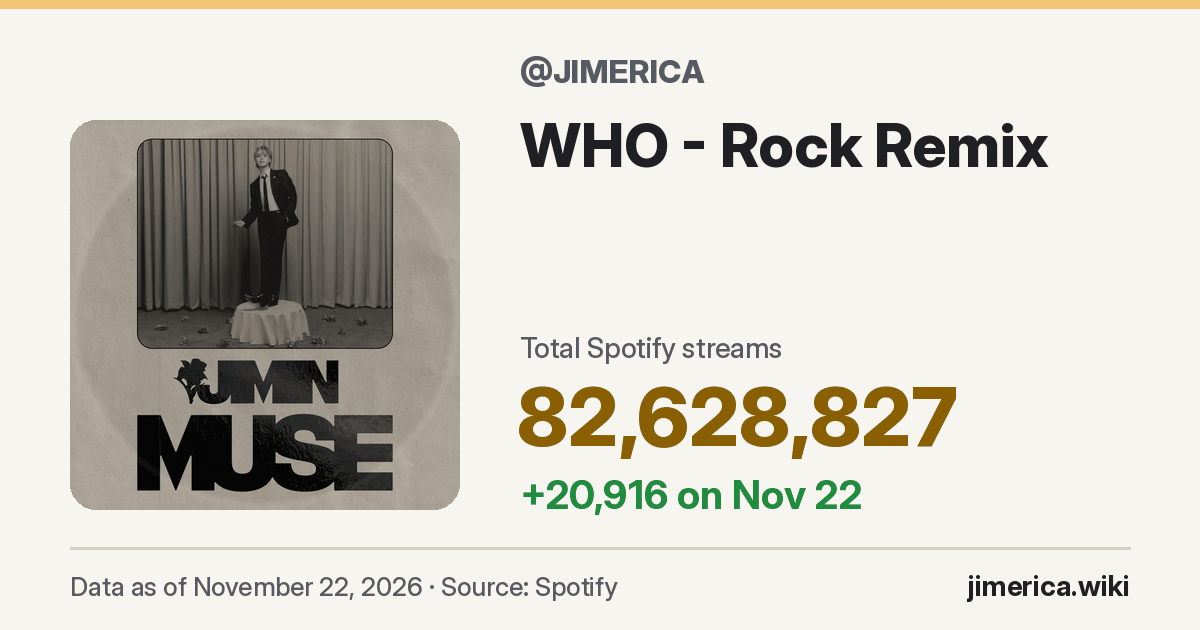 @JIMERICA
WHO - Rock Remix
JMN
MUSE
Total Spotify streams
82,628,827
+20,916 on Nov 22
Data as of November 22, 2026 · Source: Spotify
jimerica.wiki